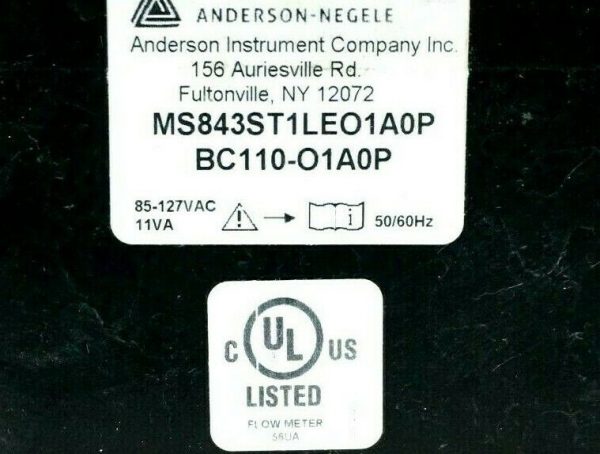 ANDERSON-NEGELE
Anderson Instrument Company Inc.
156 Auriesville Rd.
Fultonville, NY 12072
MS843ST1LEO1A0P
BC110-O1A0P
85-127VAC
11VA
i
50/60Hz
C UL US
LISTED
FLOW METER
56UA